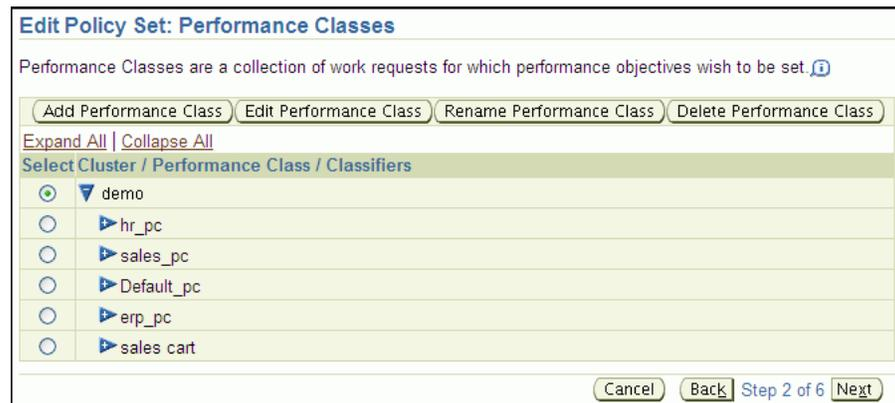 Edit Policy Set: Performance Classes
Performance Classes are a collection of work requests for which performance objectives wish to be set.
Add Performance Class Edit Performance Class Rename Performance Class Delete Performance Class
Expand All | Collapse All
Select Cluster / Performance Class / Classifiers
demo
hr_pc
sales_pc
Default_pc
erp_pc
sales cart
Cancel Back Step 2 of 6 Next